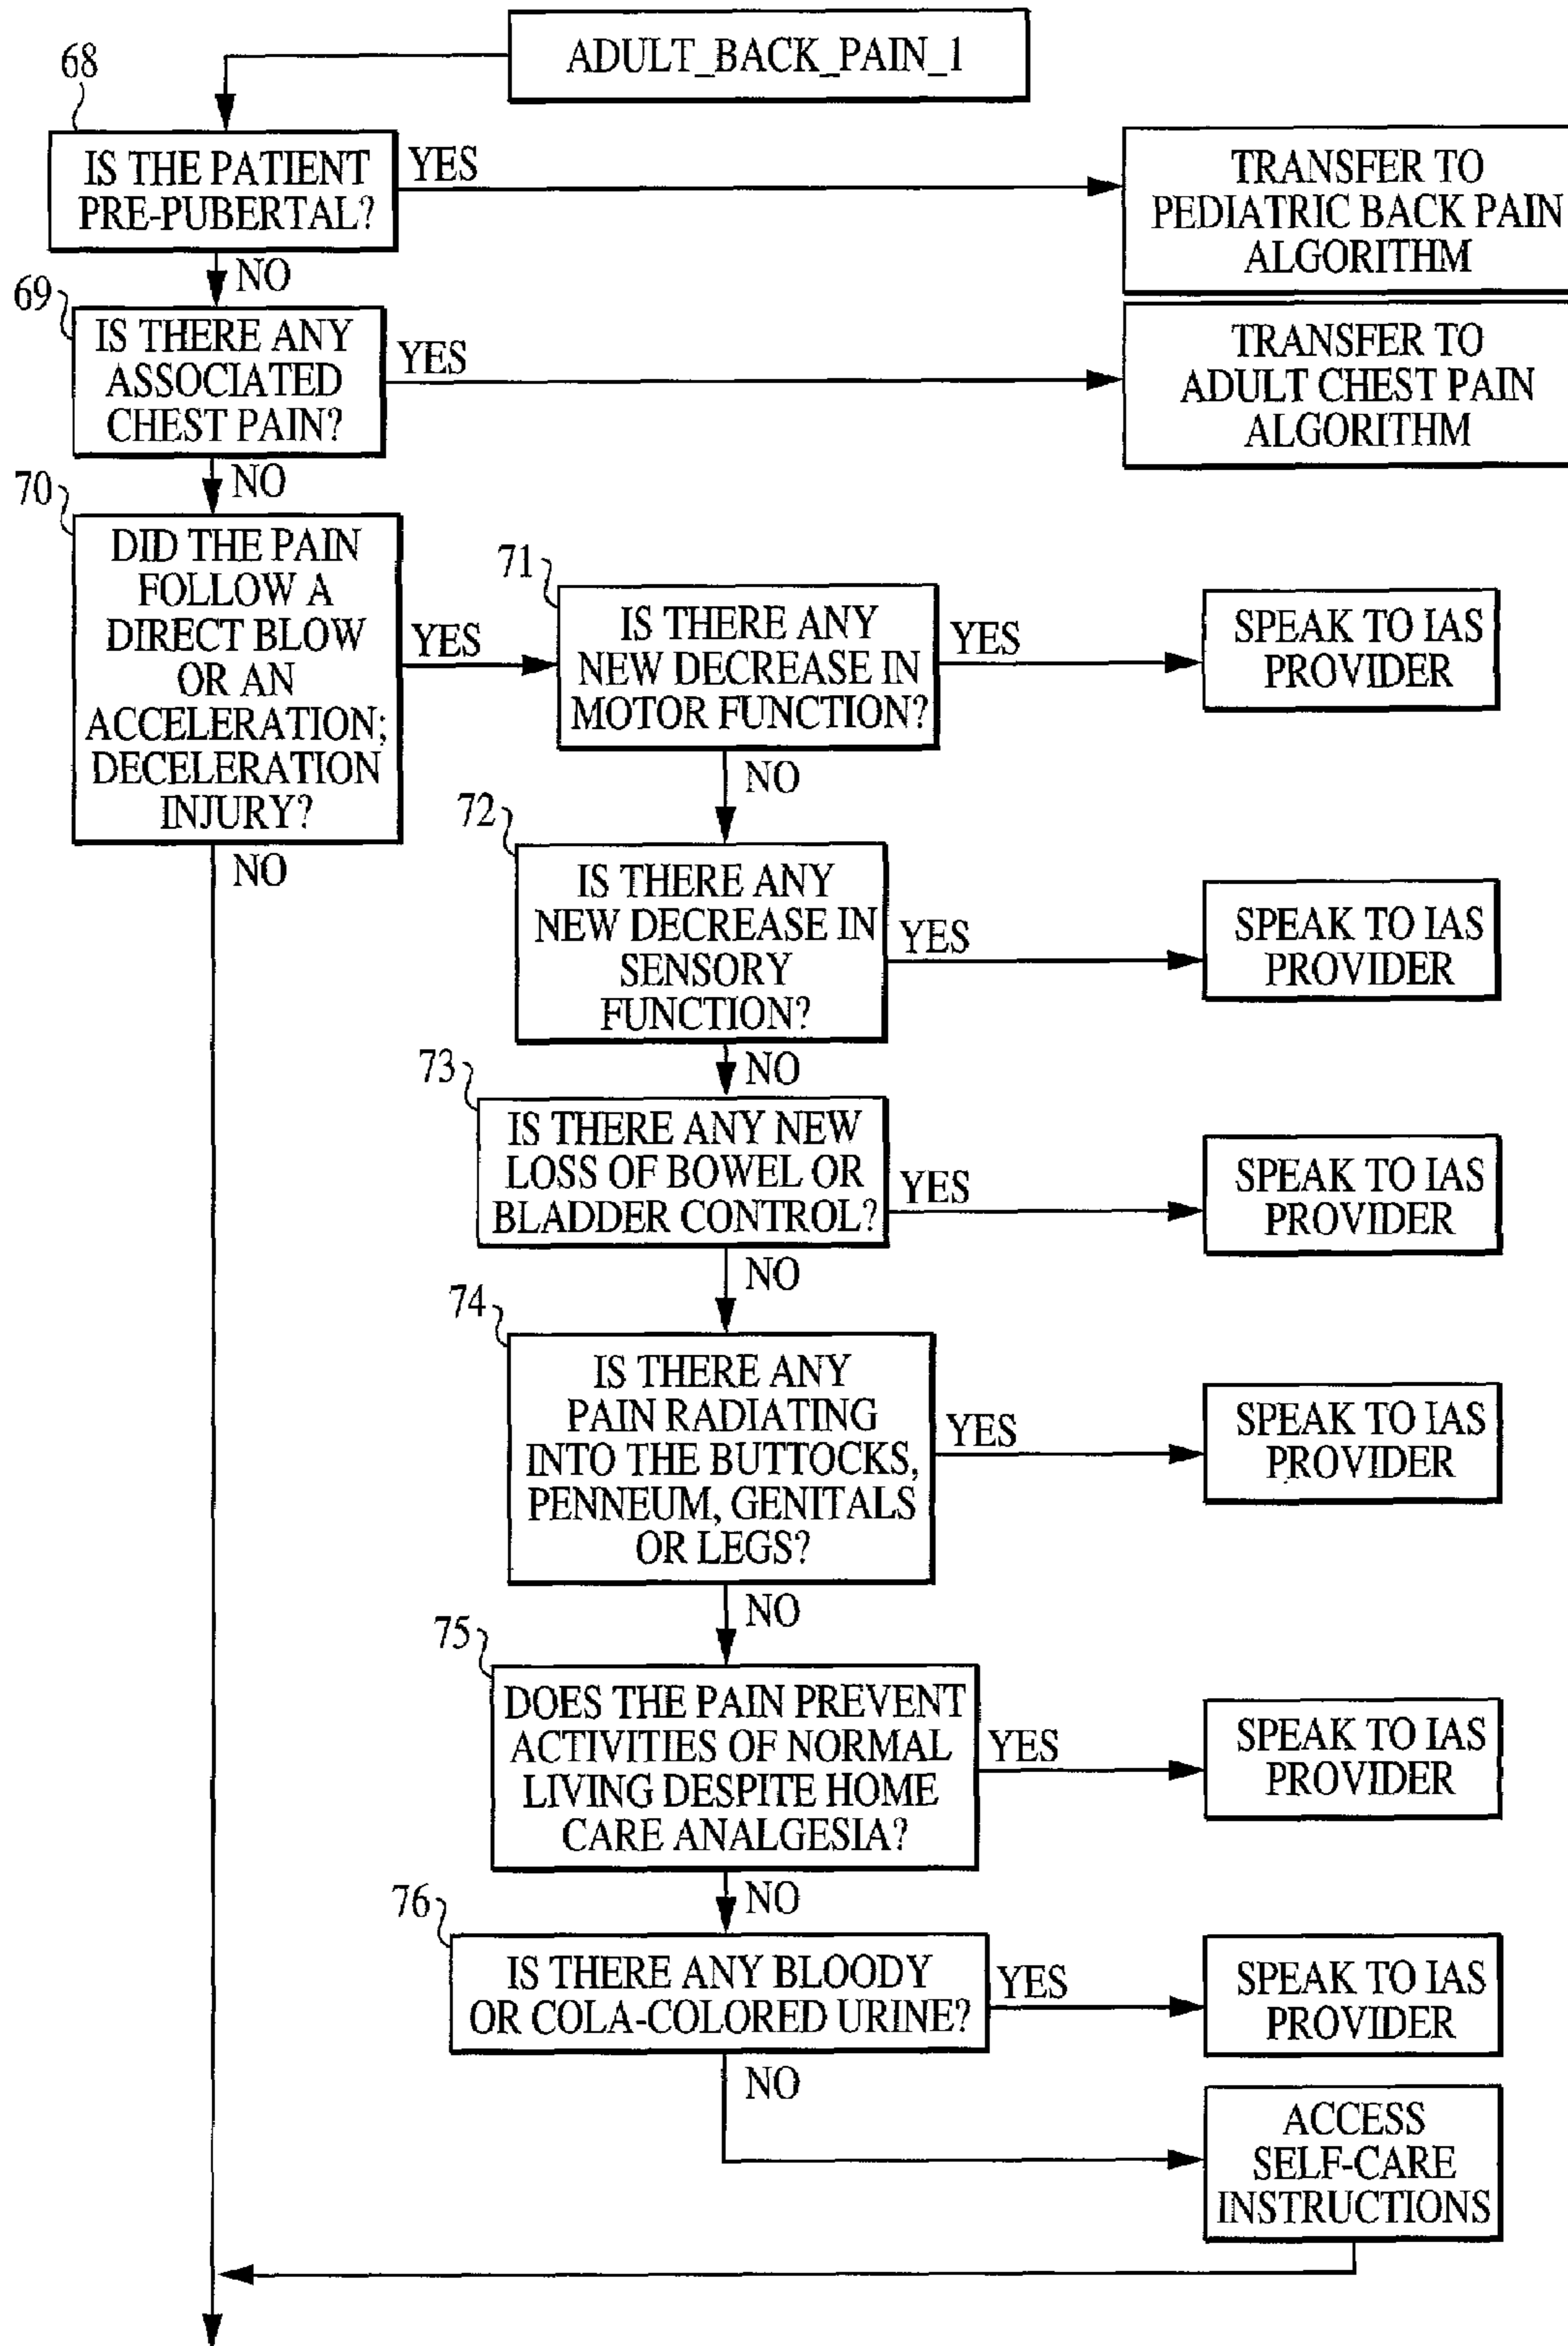 ADULT_BACK_PAIN_1
68
IS THE PATIENT
PRE-PUBERTAL?
YES
TRANSFER TO
PEDIATRIC BACK PAIN
ALGORITHM
NO
69
IS THERE ANY
ASSOCIATED
CHEST PAIN?
YES
TRANSFER TO
ADULT CHEST PAIN
ALGORITHM
NO
70
DID THE PAIN
FOLLOW A
DIRECT BLOW
OR AN
ACCELERATION;
DECELERATION
INJURY?
YES
NO
71
IS THERE ANY
NEW DECREASE IN
MOTOR FUNCTION?
YES
SPEAK TO IAS
PROVIDER
NO
72
IS THERE ANY
NEW DECREASE IN
SENSORY
FUNCTION?
YES
SPEAK TO IAS
PROVIDER
NO
73
IS THERE ANY NEW
LOSS OF BOWEL OR
BLADDER CONTROL?
YES
SPEAK TO IAS
PROVIDER
NO
74
IS THERE ANY
PAIN RADIATING
INTO THE BUTTOCKS,
PENNEUM, GENITALS
OR LEGS?
YES
SPEAK TO IAS
PROVIDER
NO
75
DOES THE PAIN PREVENT
ACTIVITIES OF NORMAL
LIVING DESPITE HOME
CARE ANALGESIA?
YES
SPEAK TO IAS
PROVIDER
NO
76
IS THERE ANY BLOODY
OR COLA-COLORED URINE?
YES
SPEAK TO IAS
PROVIDER
NO
ACCESS
SELF-CARE
INSTRUCTIONS